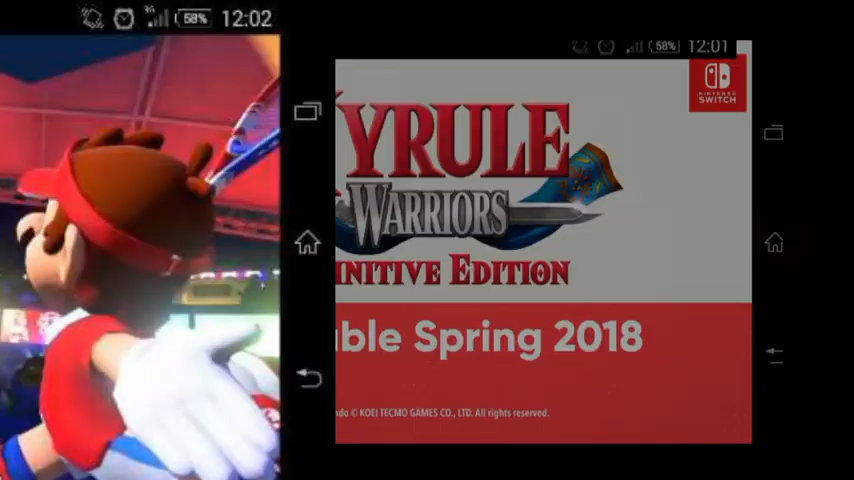 58% 12:02
58% 12:01
NINTENDO
SWITCH
YRULE
WARRIORS
INITIVE EDITION
ble Spring 2018
ndo © KOEI TECMO GAMES CO., LTD. All rights reserved.